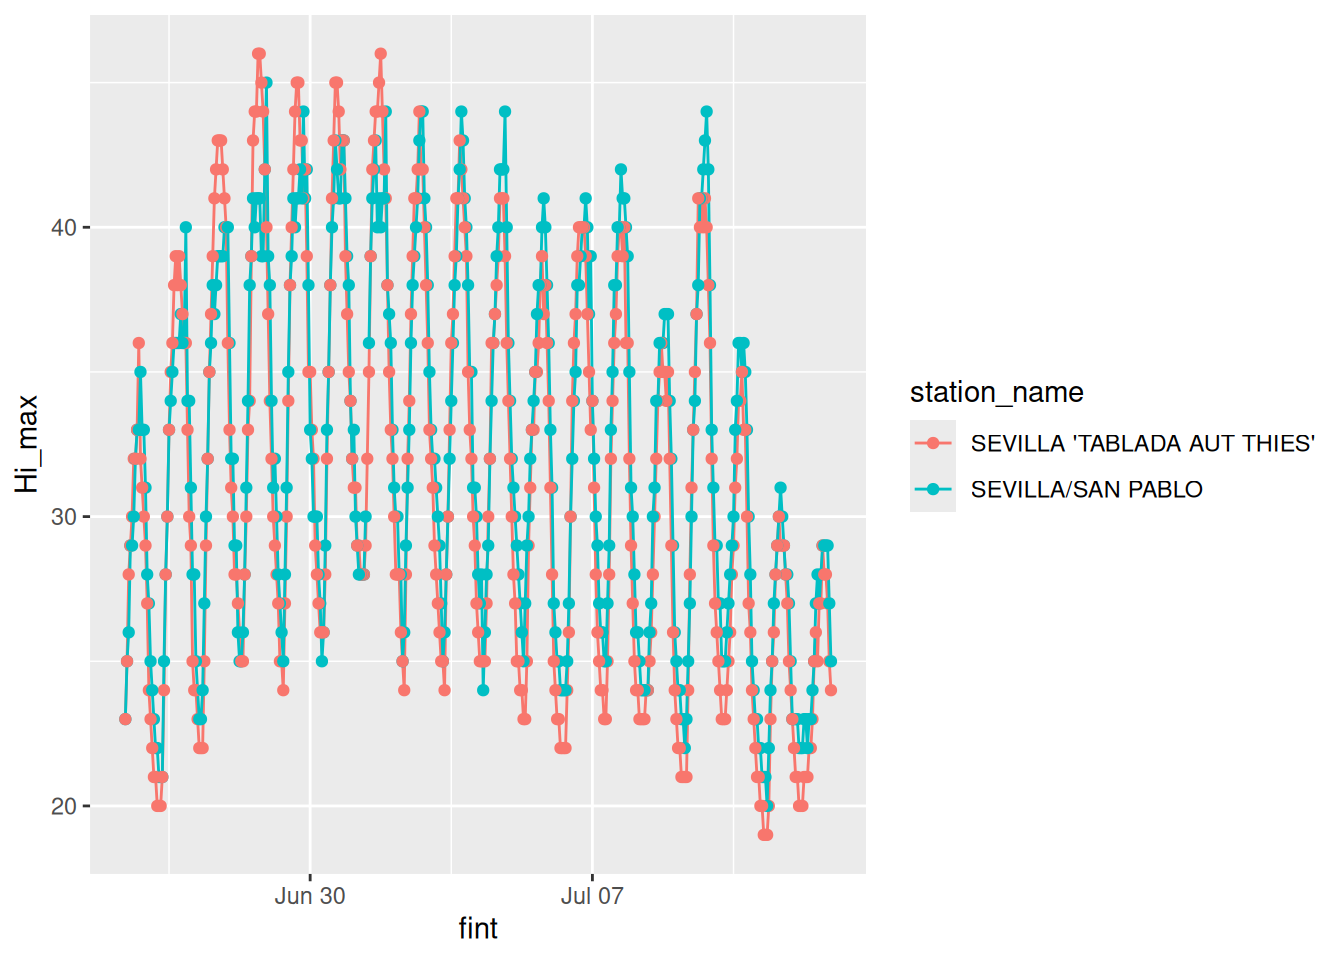 Hi_max
40
30
20
Jun 30
Jul 07
fint
station_name
SEVILLA 'TABLADA AUT THIES'
SEVILLA/SAN PABLO